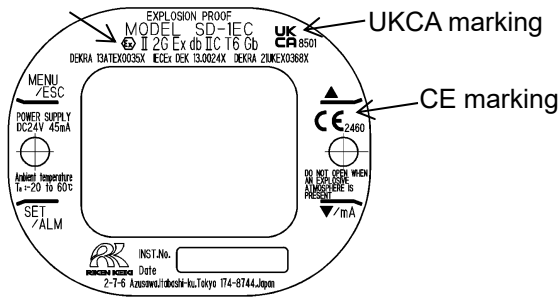 EXPLOSION PROOF
MODEL SD-1EC
Ex II 2G Ex db IIC T6 Gb
DEKRA 13ATEX0035X IECEx DEK 13.0024X DEKRA 21UKEX0368X
UK
CA 8501
UKCA marking
MENU
/ESC
POWER SUPPLY
DC24V 45mA
Ambient temperature
Ta :-20 to 60℃
SET
/ALM
▲
CE 2460
CE marking
DO NOT OPEN WHEN
AN EXPLOSIVE
ATMOSPHERE IS
PRESENT
▼/mA
RIKEN KEIKI
INST.No.
Date
2-7-6 Azusawa,Itabashi-ku,Tokyo 174-8744,Japan